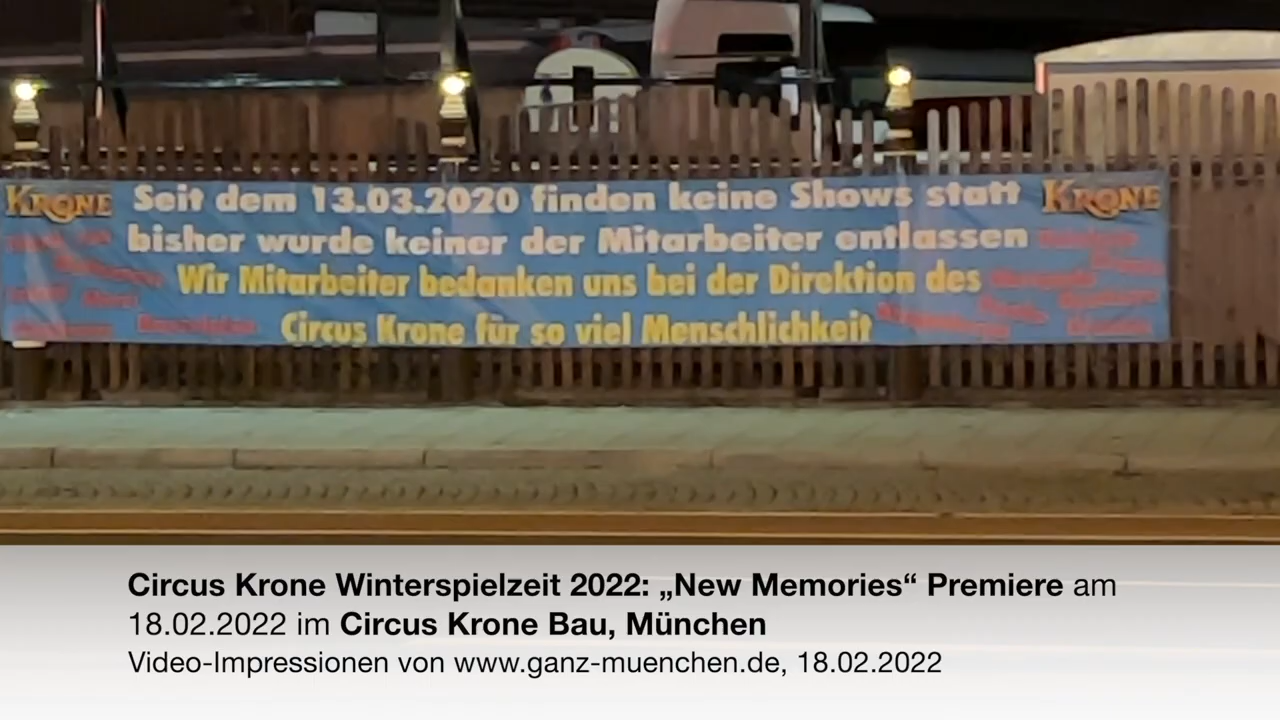 KRONE Seit dem 13.03.2020 finden keine Shows statt KRONE
bisher wurde keiner der Mitarbeiter entlassen
Wir Mitarbeiter bedanken uns bei der Direktion des
Circus Krone für so viel Menschlichkeit
Circus Krone Winterspielzeit 2022: „New Memories“ Premiere am
18.02.2022 im Circus Krone Bau, München
Video-Impressionen von www.ganz-muenchen.de, 18.02.2022